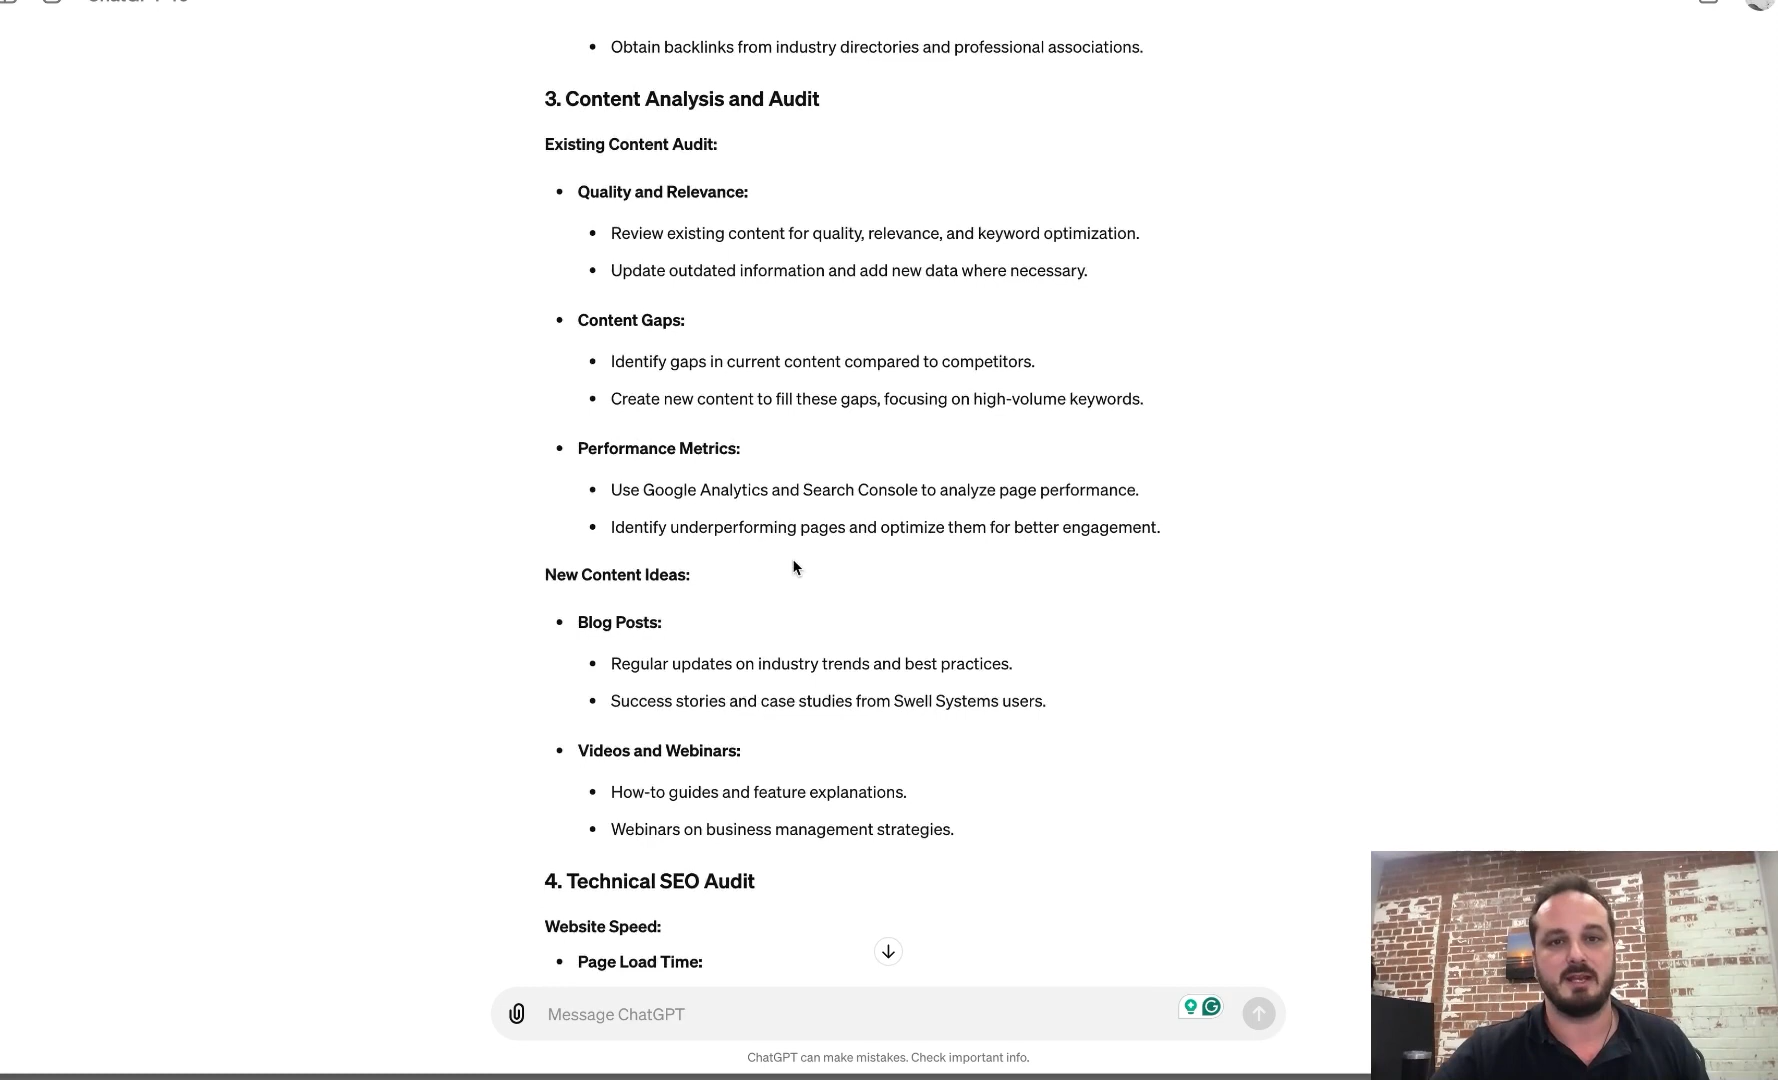 Obtain backlinks from industry directories and professional associations.
3. Content Analysis and Audit
Existing Content Audit:
Quality and Relevance:
Review existing content for quality, relevance, and keyword optimization.
Update outdated information and add new data where necessary.
Content Gaps:
Identify gaps in current content compared to competitors.
Create new content to fill these gaps, focusing on high-volume keywords.
Performance Metrics:
Use Google Analytics and Search Console to analyze page performance.
Identify underperforming pages and optimize them for better engagement.
New Content Ideas:
Blog Posts:
Regular updates on industry trends and best practices.
Success stories and case studies from Swell Systems users.
Videos and Webinars:
How-to guides and feature explanations.
Webinars on business management strategies.
4. Technical SEO Audit
Website Speed:
Page Load Time:
Message ChatGPT
ChatGPT can make mistakes. Check important info.